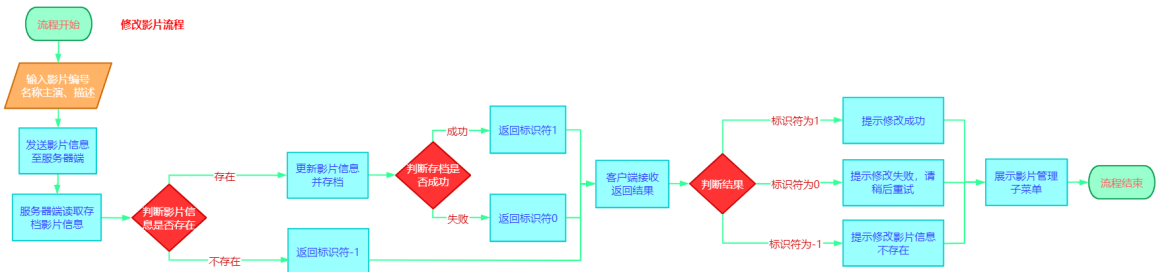 流程开始
修改影片流程
输入影片编号
名称主演、描述
发送影片信息
至服务器端
服务器端读取存
档影片信息
判断影片信
息是否存在
存在
不存在
更新影片信息
并存档
返回标识符-1
判断存档是
否成功
成功
失败
返回标识符1
返回标识符0
客户端接收
返回结果
判断结果
标识符为1
标识符为0
标识符为-1
提示修改成功
提示修改失败，请
稍后重试
提示修改影片信息
不存在
展示影片管理
子菜单
流程结束